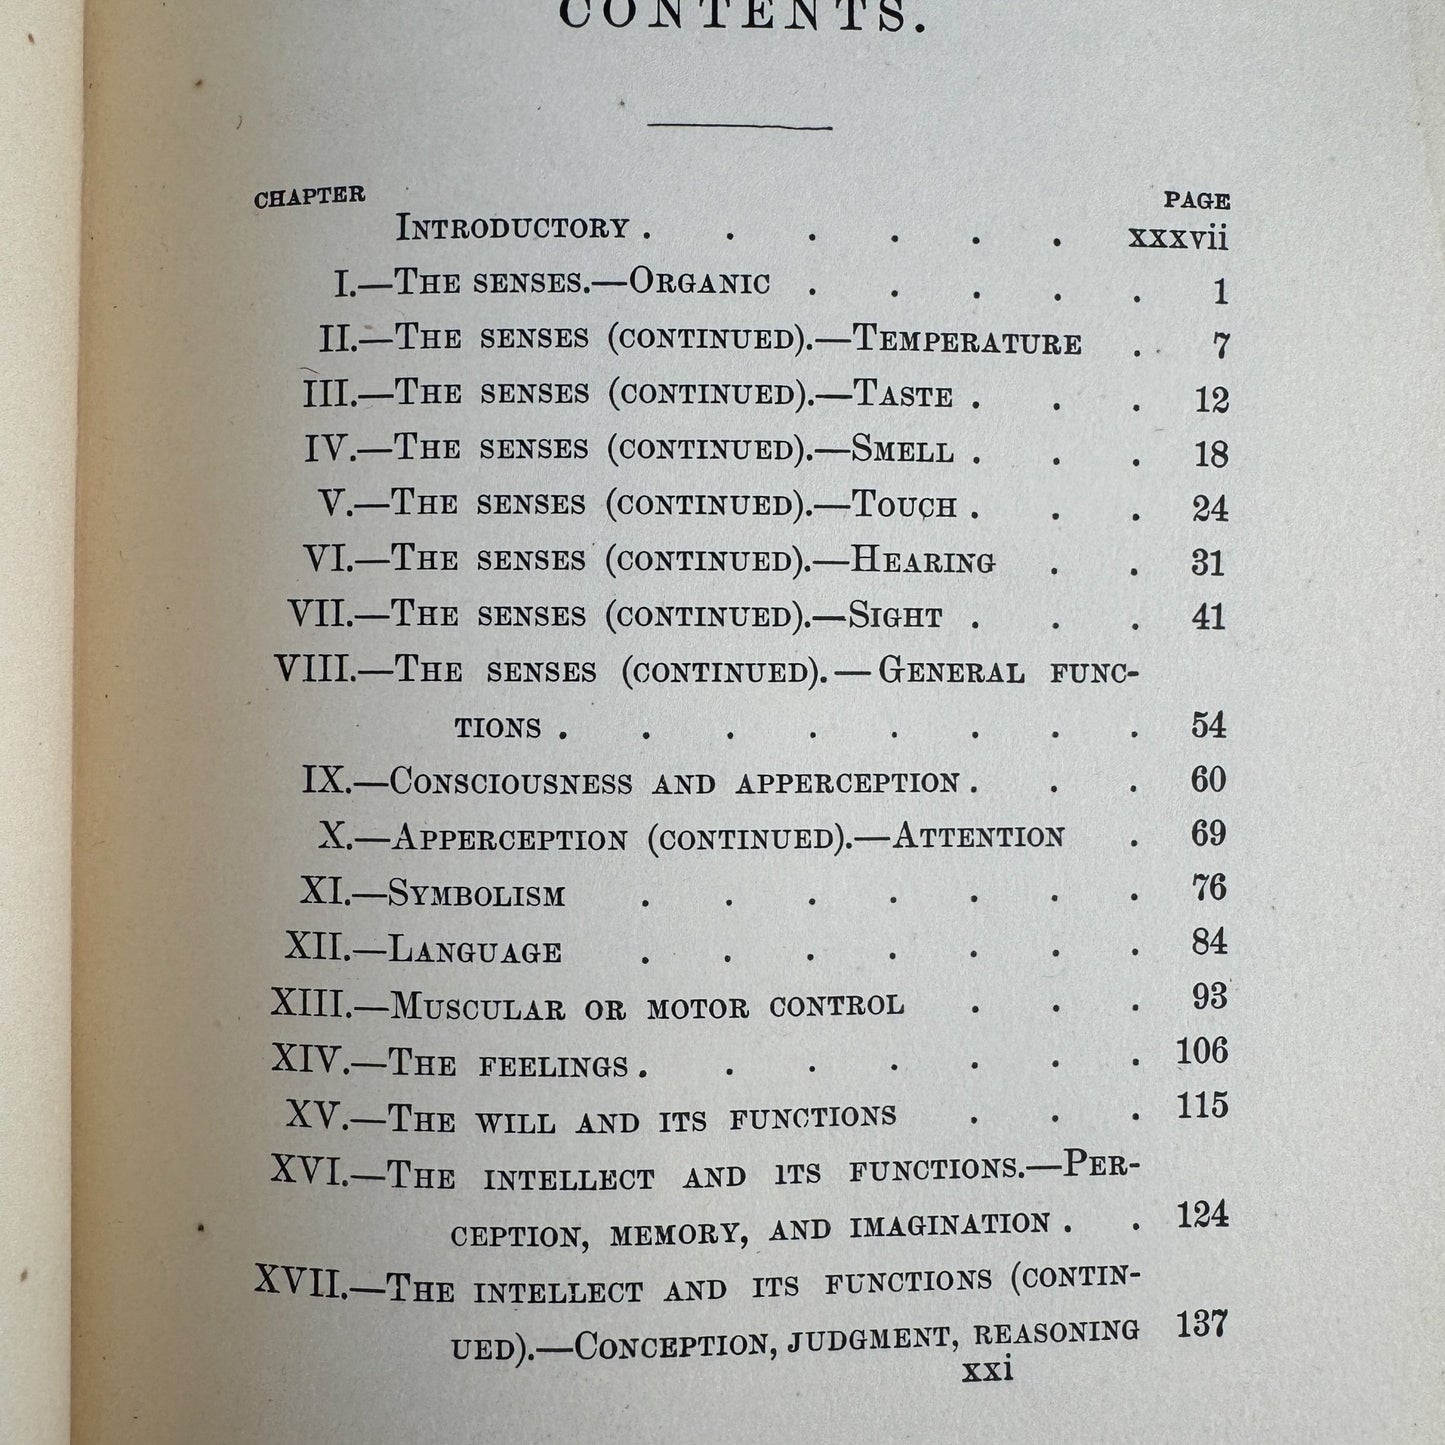 CONTENTS.
CHAPTER PAGE
INTRODUCTORY . . . . . . xxxvii
I.—THE SENSES.—ORGANIC . . . . . 1
II.—THE SENSES (CONTINUED).—TEMPERATURE . . 7
III.—THE SENSES (CONTINUED).—TASTE . . . 12
IV.—THE SENSES (CONTINUED).—SMELL . . . 18
V.—THE SENSES (CONTINUED).—TOUCH . . . 24
VI.—THE SENSES (CONTINUED).—HEARING . . 31
VII.—THE SENSES (CONTINUED).—SIGHT . . . 41
VIII.—THE SENSES (CONTINUED).—GENERAL FUNC-
TIONS . . . . . . . . 54
IX.—CONSCIOUSNESS AND APPERCEPTION . . . 60
X.—APPERCEPTION (CONTINUED).—ATTENTION . 69
XI.—SYMBOLISM . . . . . . . 76
XII.—LANGUAGE . . . . . . . 84
XIII.—MUSCULAR OR MOTOR CONTROL . . . 93
XIV.—THE FEELINGS . . . . . . . 106
XV.—THE WILL AND ITS FUNCTIONS . . . 115
XVI.—THE INTELLECT AND ITS FUNCTIONS.—PER-
CEPTION, MEMORY, AND IMAGINATION . . 124
XVII.—THE INTELLECT AND ITS FUNCTIONS (CONTIN-
UED).—CONCEPTION, JUDGMENT, REASONING 137
xxi